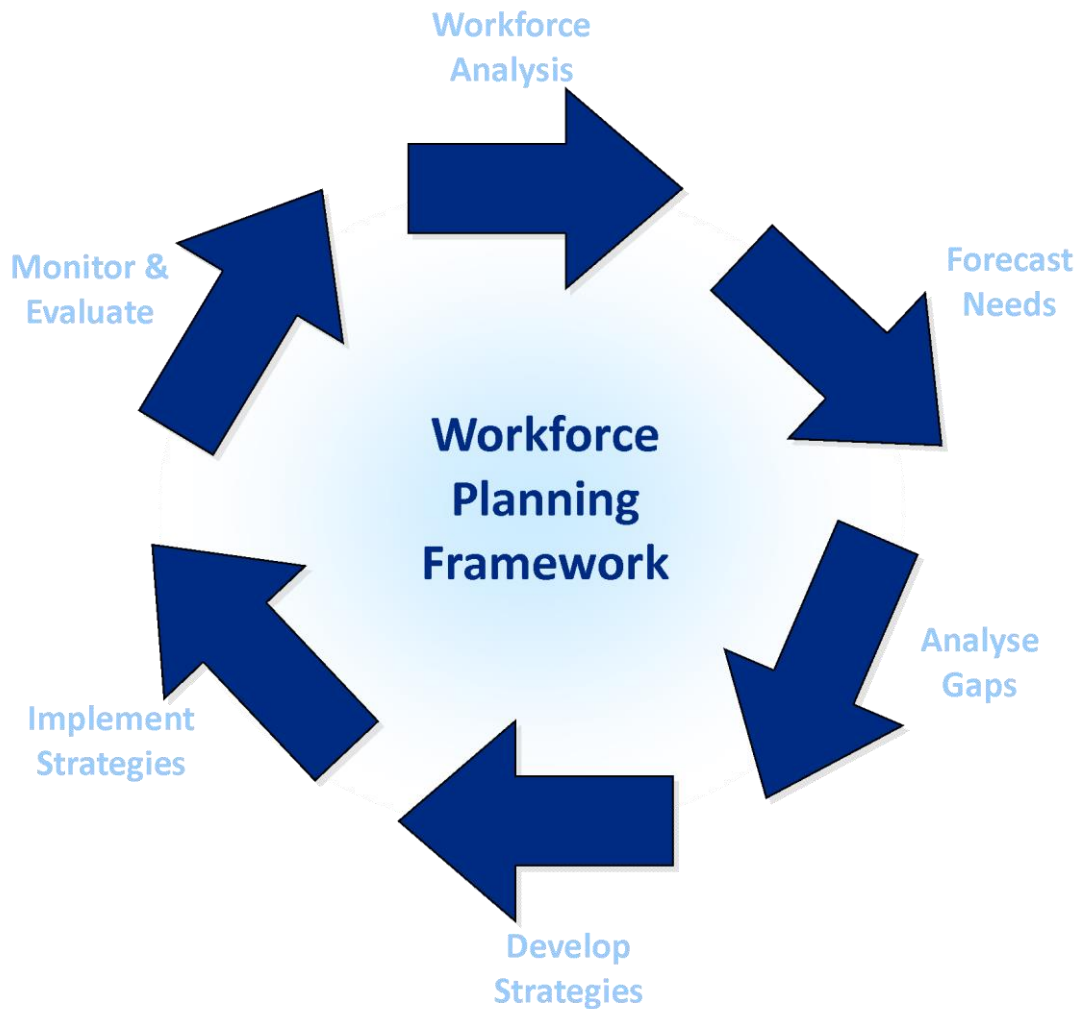 Workforce
Analysis
Forecast
Needs
Analyse
Gaps
Develop
Strategies
Implement
Strategies
Monitor &
Evaluate
Workforce
Planning
Framework